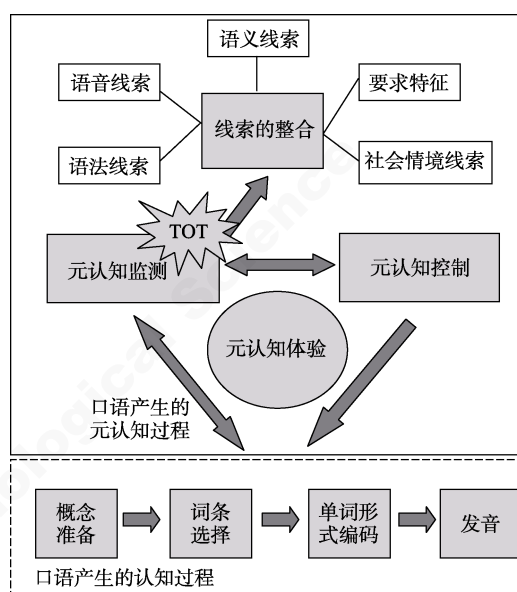 语义线索
语音线索
要求特征
线索的整合
语法线索
社会情境线索
TOT
元认知监测
元认知控制
元认知体验
口语产生的
元认知过程
概念
准备
词条
选择
单词形
式编码
发音
口语产生的认知过程